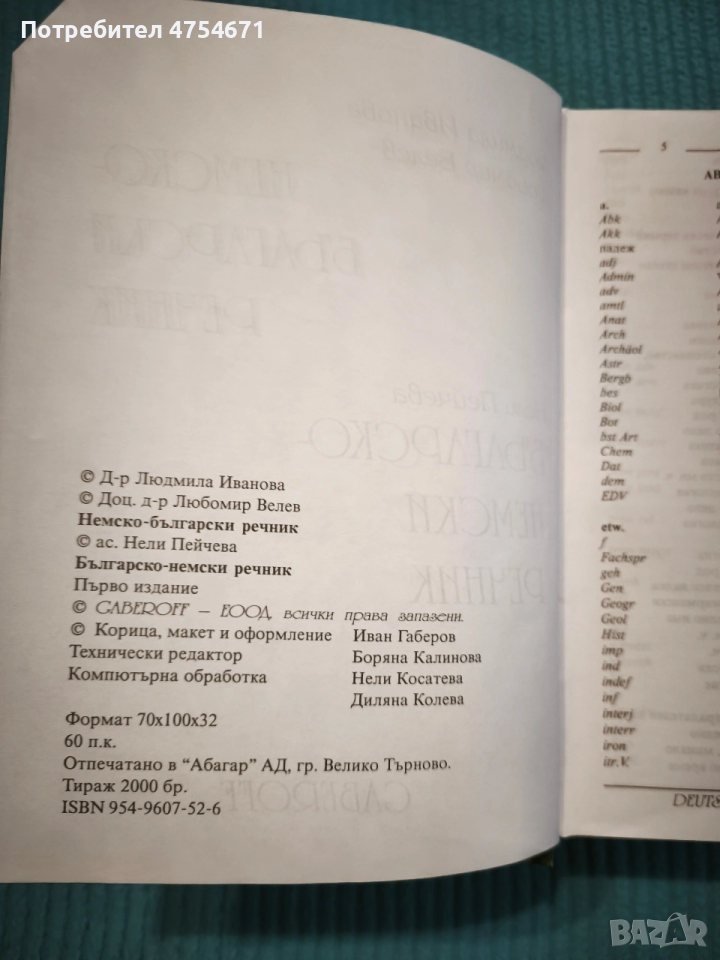 Потребител 4754671
© Д-р Людмила Иванова
© Доц. д-р Любомир Велев
Немско-български речник
© ас. Нели Пейчева
Българско-немски речник
Първо издание
© GABEROFF – ЕООД, всички права запазени.
© Корица, макет и оформление Иван Габеров
Технически редактор Боряна Калинова
Компютърна обработка Нели Косатева
Диляна Колева
Формат 70x100x32
60 п.к.
Отпечатано в "Абагар" АД, гр. Велико Търново.
Тираж 2000 бр.
ISBN 954-9607-52-6
5
a.
Abk
Akk
падеж
adj
Admin
adv
amtl
Anat
Arch
Archäol
Astr
Bergb
bes
Biol
Bot
bst Art
Chem
Dat
dem
EDV
etw.
f
Fachspr
geh
Gen
Geogr
Geol
Hist
imp
ind
indef
inf
interj
interr
iron
itr.V.
BAZAR